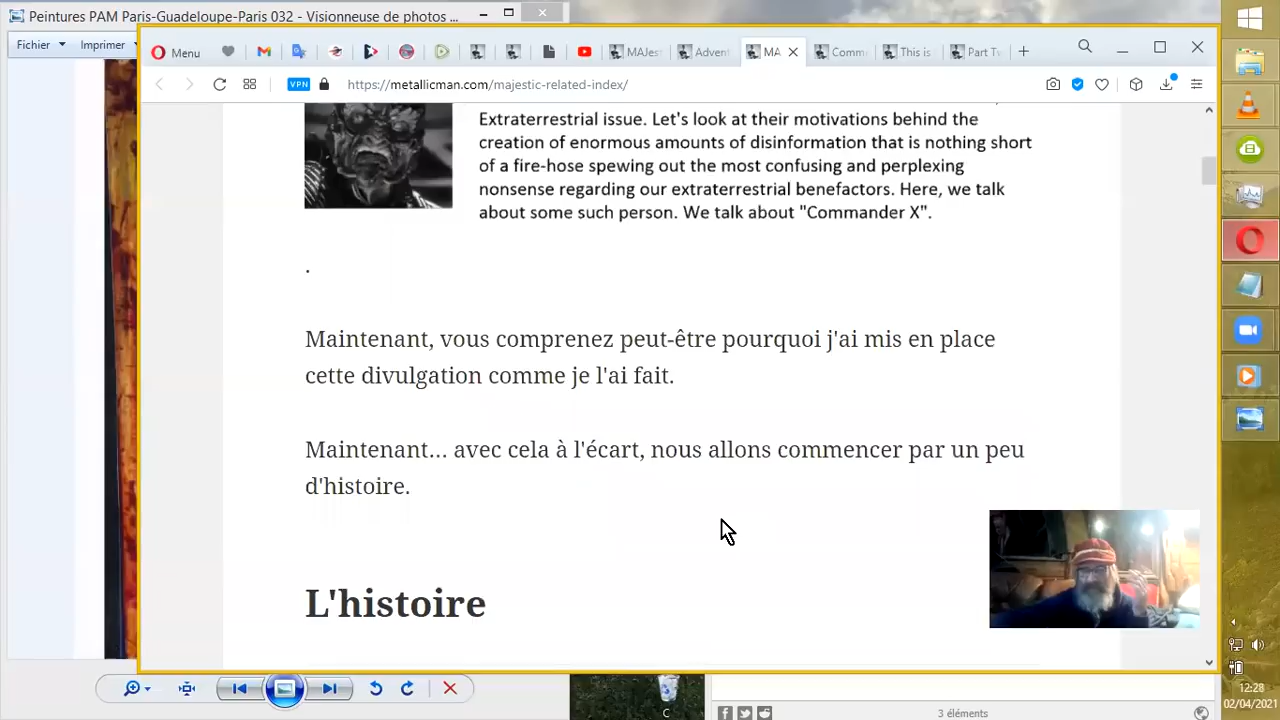 Peintures PAM Paris-Guadeloupe-Paris 032 - Visionneuse de photos ...
Fichier
Imprimer
Menu
MAJes
Advent
MA
Comm
This is
Part Tv
VPN
https://metallicman.com/majestic-related-index/
Extraterrestrial issue. Let's look at their motivations behind the
creation of enormous amounts of disinformation that is nothing short
of a fire-hose spewing out the most confusing and perplexing
nonsense regarding our extraterrestrial benefactors. Here, we talk
about some such person. We talk about "Commander X".
.
Maintenant, vous comprenez peut-être pourquoi j'ai mis en place
cette divulgation comme je l'ai fait.
Maintenant... avec cela à l'écart, nous allons commencer par un peu
d'histoire.
L'histoire
C
3 éléments
12:28
02/04/2021